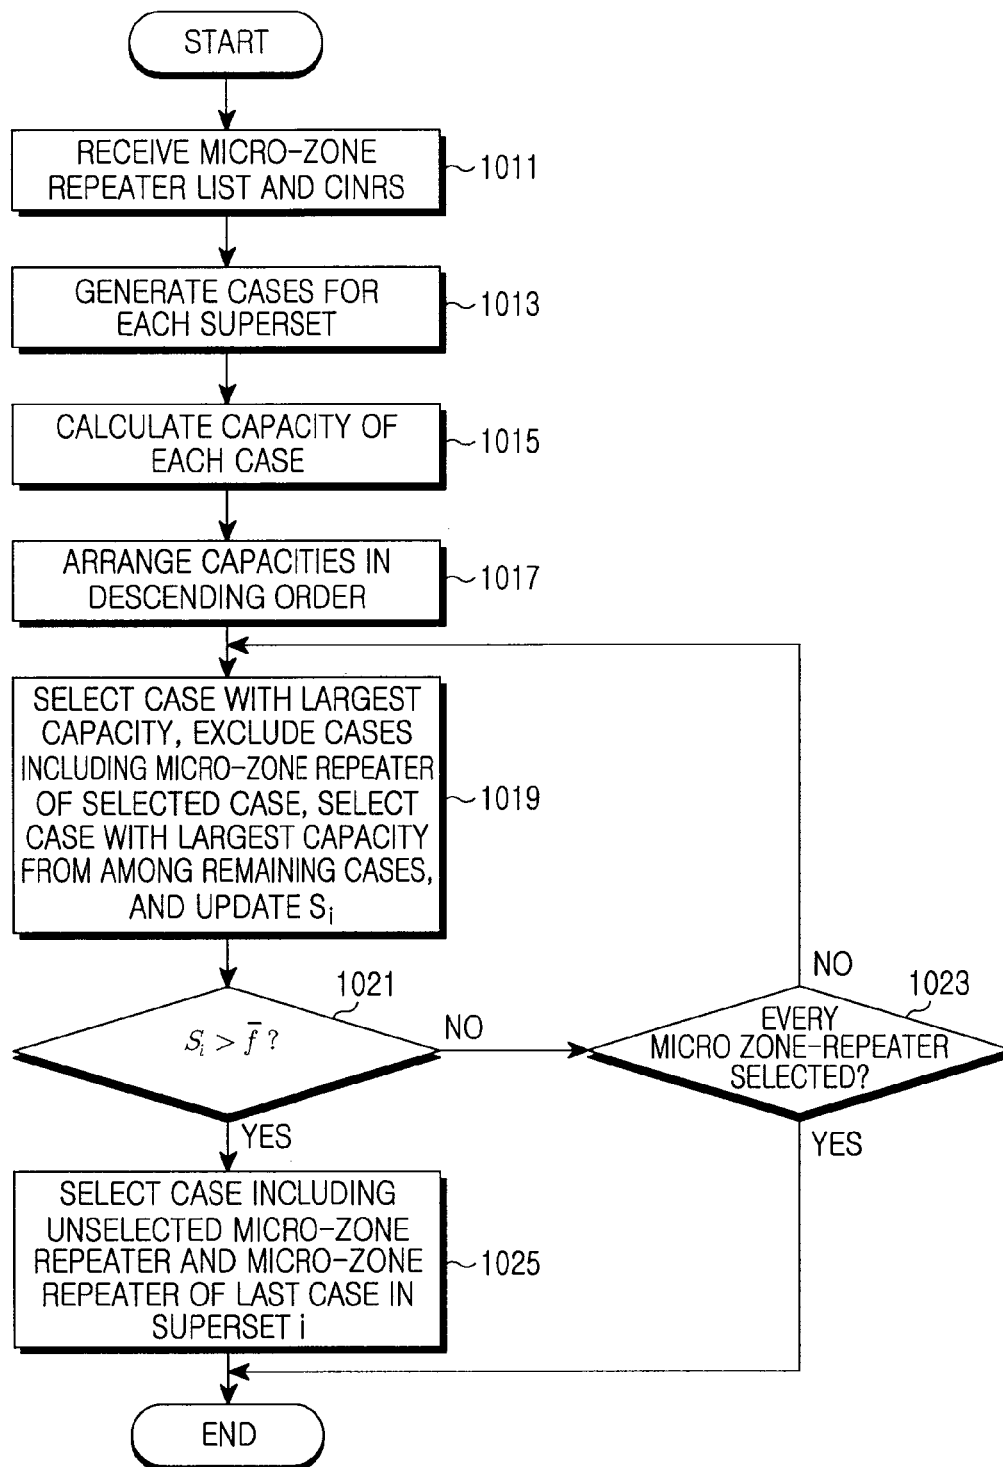 START
RECEIVE MICRO-ZONE
REPEATER LIST AND CINRS
1011
GENERATE CASES FOR
EACH SUPERSET
1013
CALCULATE CAPACITY OF
EACH CASE
1015
ARRANGE CAPACITIES IN
DESCENDING ORDER
1017
SELECT CASE WITH LARGEST
CAPACITY, EXCLUDE CASES
INCLUDING MICRO-ZONE REPEATER
OF SELECTED CASE, SELECT
CASE WITH LARGEST CAPACITY
FROM AMONG REMAINING CASES,
AND UPDATE Si
1019
Si > f̄ ?
1021
NO
YES
EVERY
MICRO ZONE-REPEATER
SELECTED?
1023
NO
YES
SELECT CASE INCLUDING
UNSELECTED MICRO-ZONE
REPEATER AND MICRO-ZONE
REPEATER OF LAST CASE IN
SUPERSET i
1025
END